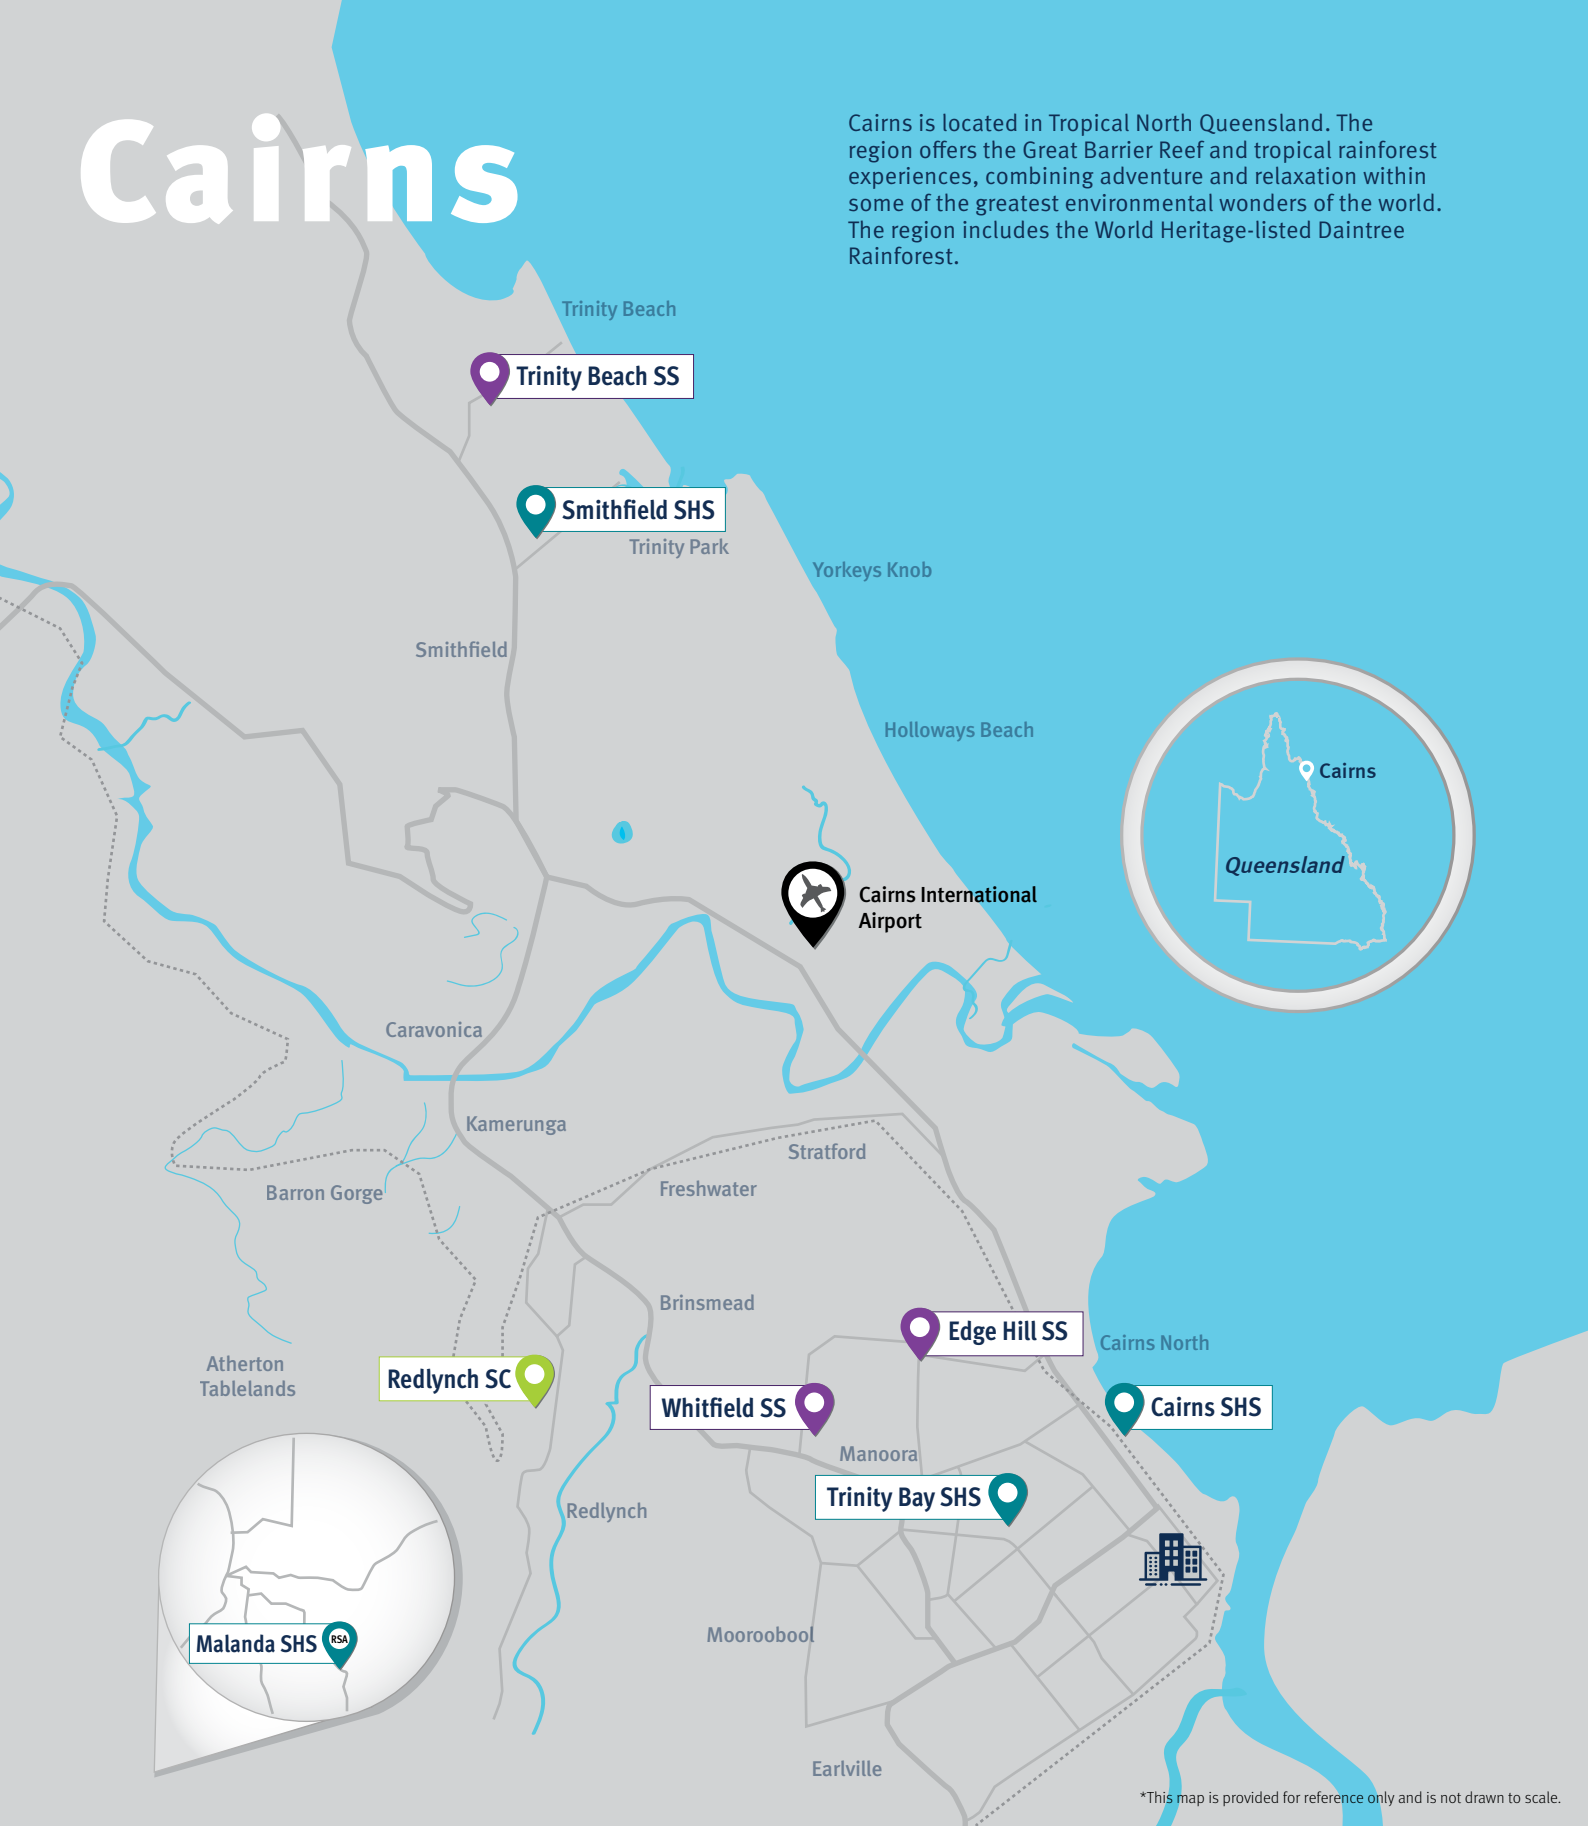 Cairns
Cairns is located in Tropical North Queensland. The
region offers the Great Barrier Reef and tropical rainforest
experiences, combining adventure and relaxation within
some of the greatest environmental wonders of the world.
The region includes the World Heritage-listed Daintree
Rainforest.
Trinity Beach
Trinity Beach SS
Smithfield SHS
Trinity Park
Yorkeys Knob
Smithfield
Holloways Beach
Cairns
Queensland
Cairns International
Airport
Caravonica
Kamerunga
Stratford
Freshwater
Barron Gorge
Brinsmead
Edge Hill SS
Cairns North
Atherton
Tablelands
Redlynch SC
Whitfield SS
Cairns SHS
Manoora
Trinity Bay SHS
Redlynch
Mooroobool
Malanda SHS
RSA
Earlville
*This map is provided for reference only and is not drawn to scale.